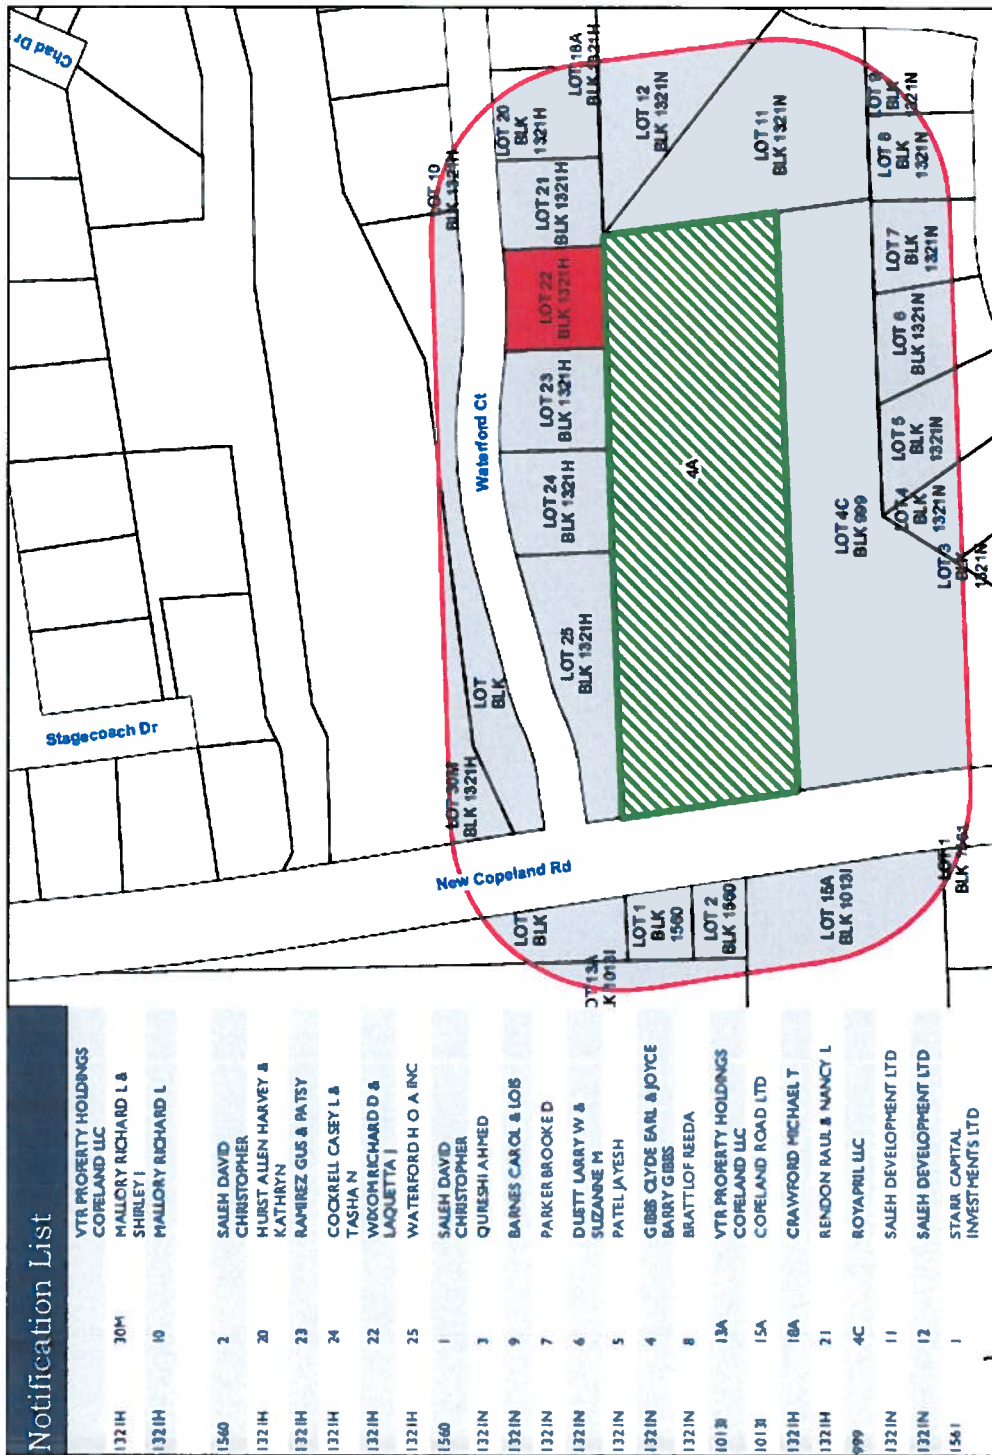 Notification List
VTR PROPERTY HOLDINGS
COPELAND LLC
1321H 30M MALLORY RICHARD L &
SHIRLEY J
1321H 10 MALLORY RICHARD L
1560 2 SALEH DAVID
CHRISTOPHER
1321H 20 HURST ALLEN HARVEY &
KATHRYN
1321H 23 RAMIREZ GUS & PATSY
1321H 24 COCKRELL CASEY L &
TASHA N
1321H 22 WIXOM RICHARD D &
LAQUETTA J
1321H 25 WATERFORD H O A INC
1560 1 SALEH DAVID
CHRISTOPHER
1321N 3 QURESHI AHMED
1321N 9 BARNES CAROL & LOIS
1321N 7 PARKER BROOKE D
1321N 6 DUETT LARRY W &
SUZANNE M
1321N 5 PATEL JAYESH
1321N 4 GIBBS CLYDE EARL & JOYCE
BARRY GIBBS
1321N 8 BRATTLOF REEDA
1013I 13A VTR PROPERTY HOLDINGS
COPELAND LLC
1013I 15A COPELAND ROAD LTD
1321H 18A CRAWFORD MICHAEL T
1321H 21 RENDON RAUL & NANCY L
999 4C ROYAPRIL LLC
1321N 11 SALEH DEVELOPMENT LTD
1321N 12 SALEH DEVELOPMENT LTD
1561 1 STARR CAPITAL
INVESTMENTS LTD
Chad Dr
Stagecoach Dr
New Copeland Rd
Waterford Ct
LOT 30M
BLK 1321H
LOT
BLK
LOT 10
BLK 1321H
LOT 25
BLK 1321H
LOT 24
BLK 1321H
LOT 23
BLK 1321H
LOT 22
BLK 1321H
LOT 21
BLK 1321H
LOT 20
BLK
1321H
LOT 18A
BLK 1321H
LOT 12
BLK 1321N
LOT 11
BLK 1321N
4A
LOT 4C
BLK 999
LOT
BLK
LOT 13A
BLK 1013I
LOT 1
BLK
1560
LOT 2
BLK 1560
LOT 15A
BLK 1013I
LOT 1
BLK 1561
LOT 3
BLK
1321N
LOT 4
BLK
1321N
LOT 5
BLK
1321N
LOT 6
BLK 1321N
LOT 7
BLK
1321N
LOT 8
BLK
1321N
LOT 9
BLK
1321N